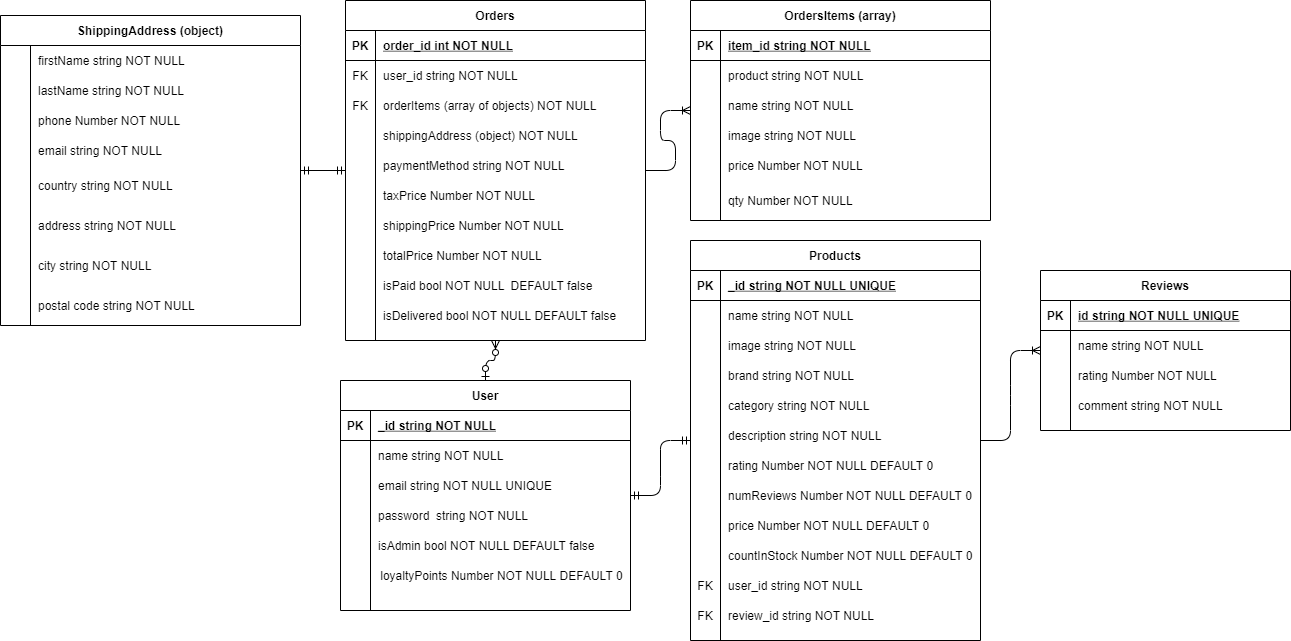 ShippingAddress (object)
firstName string NOT NULL
lastName string NOT NULL
phone Number NOT NULL
email string NOT NULL
country string NOT NULL
address string NOT NULL
city string NOT NULL
postal code string NOT NULL
Orders
PK order_id int NOT NULL
FK user_id string NOT NULL
FK orderItems (array of objects) NOT NULL
shippingAddress (object) NOT NULL
paymentMethod string NOT NULL
taxPrice Number NOT NULL
shippingPrice Number NOT NULL
totalPrice Number NOT NULL
isPaid bool NOT NULL  DEFAULT false
isDelivered bool NOT NULL DEFAULT false
OrdersItems (array)
PK item_id string NOT NULL
product string NOT NULL
name string NOT NULL
image string NOT NULL
price Number NOT NULL
qty Number NOT NULL
User
PK _id string NOT NULL
name string NOT NULL
email string NOT NULL UNIQUE
password  string NOT NULL
isAdmin bool NOT NULL DEFAULT false
loyaltyPoints Number NOT NULL DEFAULT 0
Products
PK _id string NOT NULL UNIQUE
name string NOT NULL
image string NOT NULL
brand string NOT NULL
category string NOT NULL
description string NOT NULL
rating Number NOT NULL DEFAULT 0
numReviews Number NOT NULL DEFAULT 0
price Number NOT NULL DEFAULT 0
countInStock Number NOT NULL DEFAULT 0
FK user_id string NOT NULL
FK review_id string NOT NULL
Reviews
PK id string NOT NULL UNIQUE
name string NOT NULL
rating Number NOT NULL
comment string NOT NULL